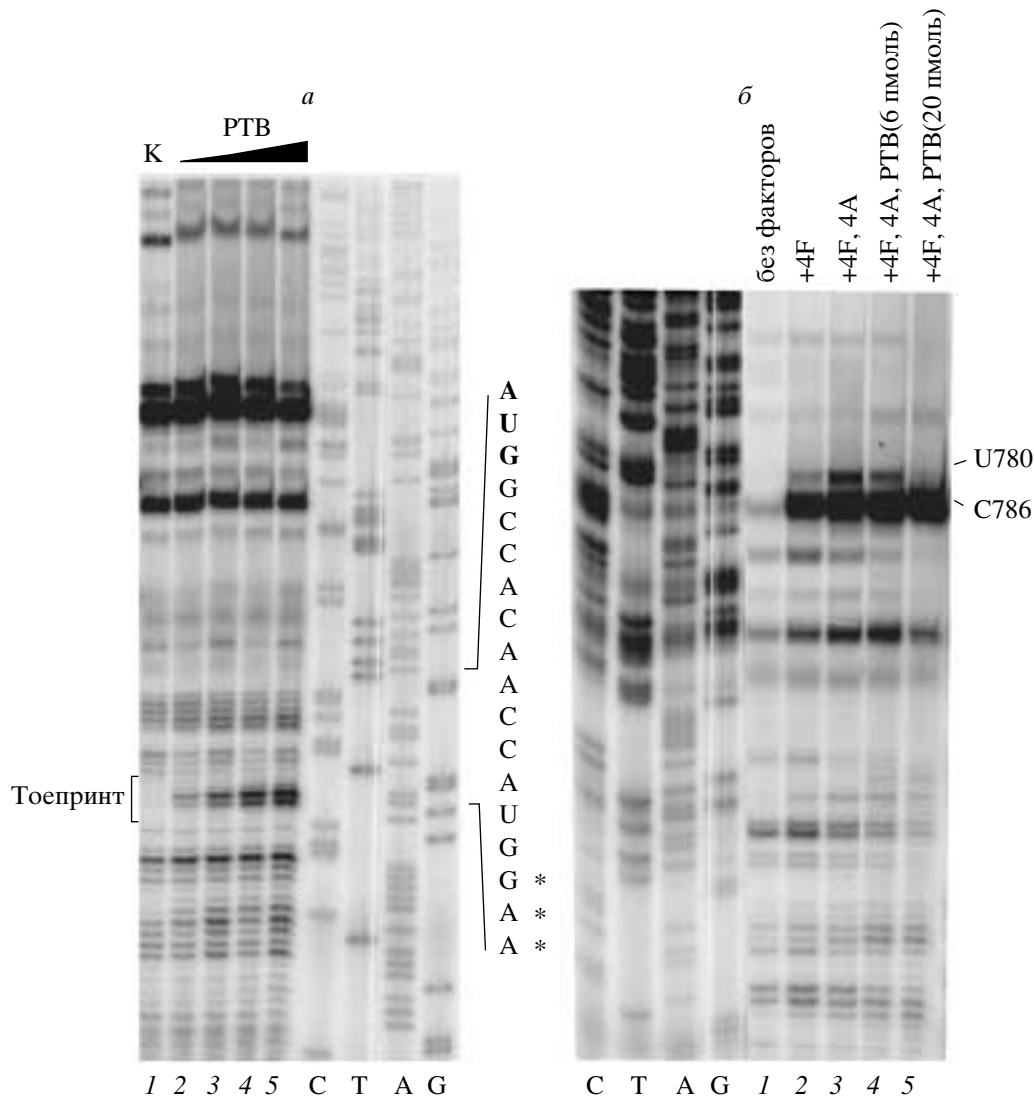 а
PTB
K
Тоепринт
A
U
G
G
C
C
A
C
A
A
C
C
A
U
G
G *
A *
A *
1 2 3 4 5 C T A G
б
без факторов
+4F
+4F, 4A
+4F, 4A, PTB(6 пмоль)
+4F, 4A, PTB(20 пмоль)
U780
C786
C T A G 1 2 3 4 5